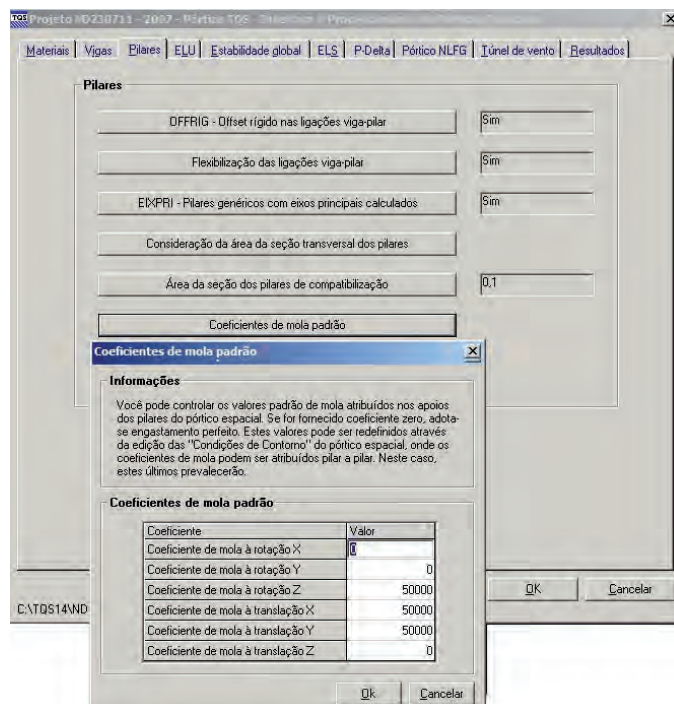 TQS Projeto ND230711 - 2007 - Pórtico TQS
Materiais Vigas Pilares ELU Estabilidade global ELS P-Delta Pórtico NLFG Túnel de vento Resultados
Pilares
OFFRIG - Offset rígido nas ligações viga-pilar Sim
Flexibilização das ligações viga-pilar Sim
EIXPRI - Pilares genéricos com eixos principais calculados Sim
Consideração da área da seção transversal dos pilares
Área da seção dos pilares de compatibilização 0,1
Coeficientes de mola padrão
Coeficientes de mola padrão
Informações
Você pode controlar os valores padrão de mola atribuídos nos apoios
dos pilares do pórtico espacial. Se for fornecido coeficiente zero, adota-
se engastamento perfeito. Estes valores pode ser redefinidos através
da edição das "Condições de Contorno" do pórtico espacial, onde os
coeficientes de mola podem ser atribuídos pilar a pilar. Neste caso,
estes últimos prevalecerão.
Coeficientes de mola padrão
Coeficiente Valor
Coeficiente de mola à rotação X 0
Coeficiente de mola à rotação Y 0
Coeficiente de mola à rotação Z 50000
Coeficiente de mola à translação X 50000
Coeficiente de mola à translação Y 50000
Coeficiente de mola à translação Z 0
Ok Cancelar
OK Cancelar
C:\TQS14\ND